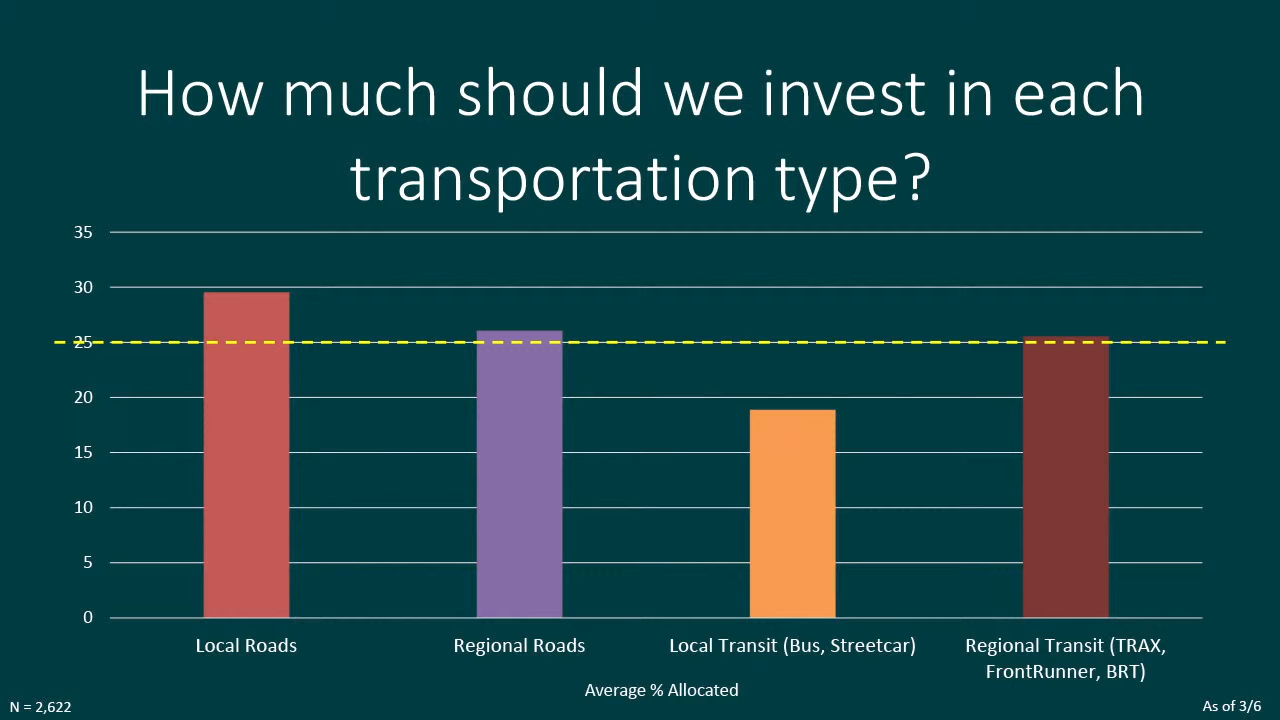 How much should we invest in each
transportation type?
35
30
25
20
15
10
5
0
Local Roads
Regional Roads
Local Transit (Bus, Streetcar)
Regional Transit (TRAX,
FrontRunner, BRT)
Average % Allocated
N = 2,622
As of 3/6